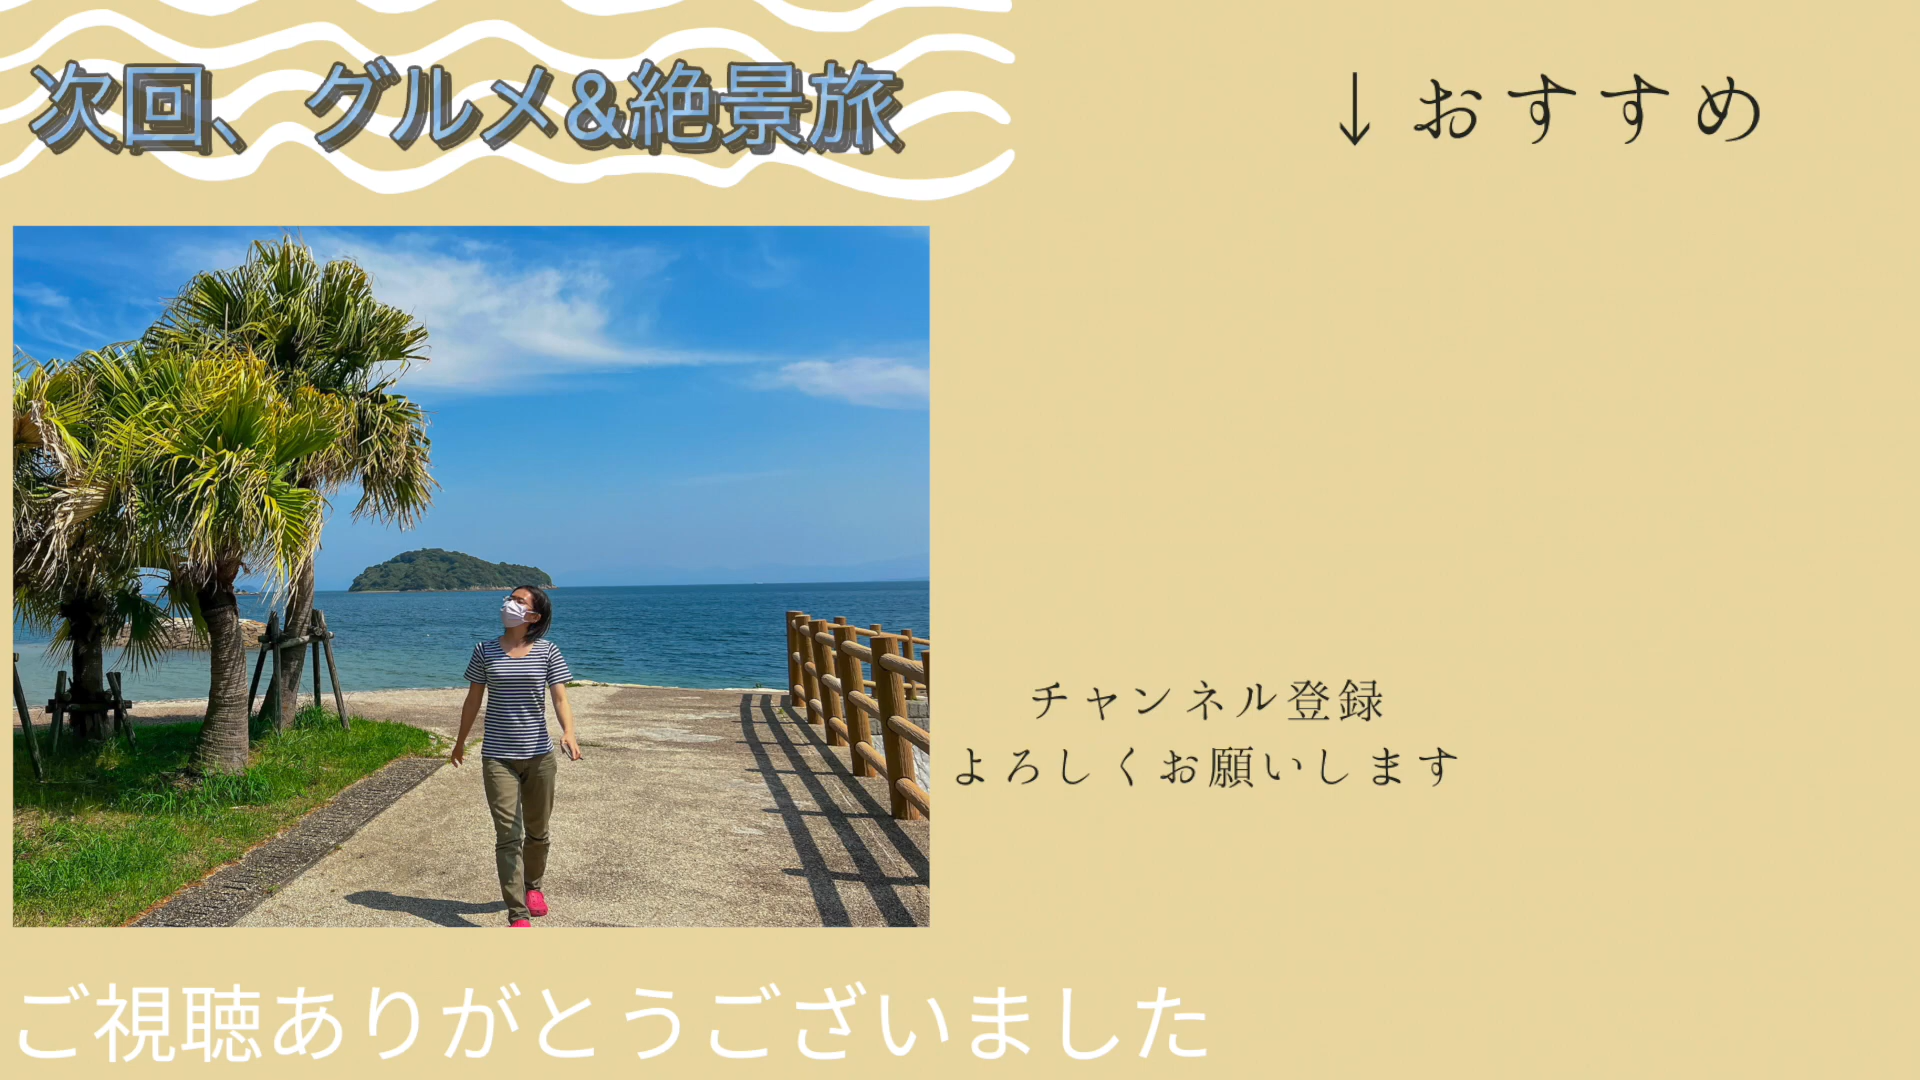 次回、グルメ&絶景旅
↓おすすめ
チャンネル登録
よろしくお願いします
ご視聴ありがとうございました